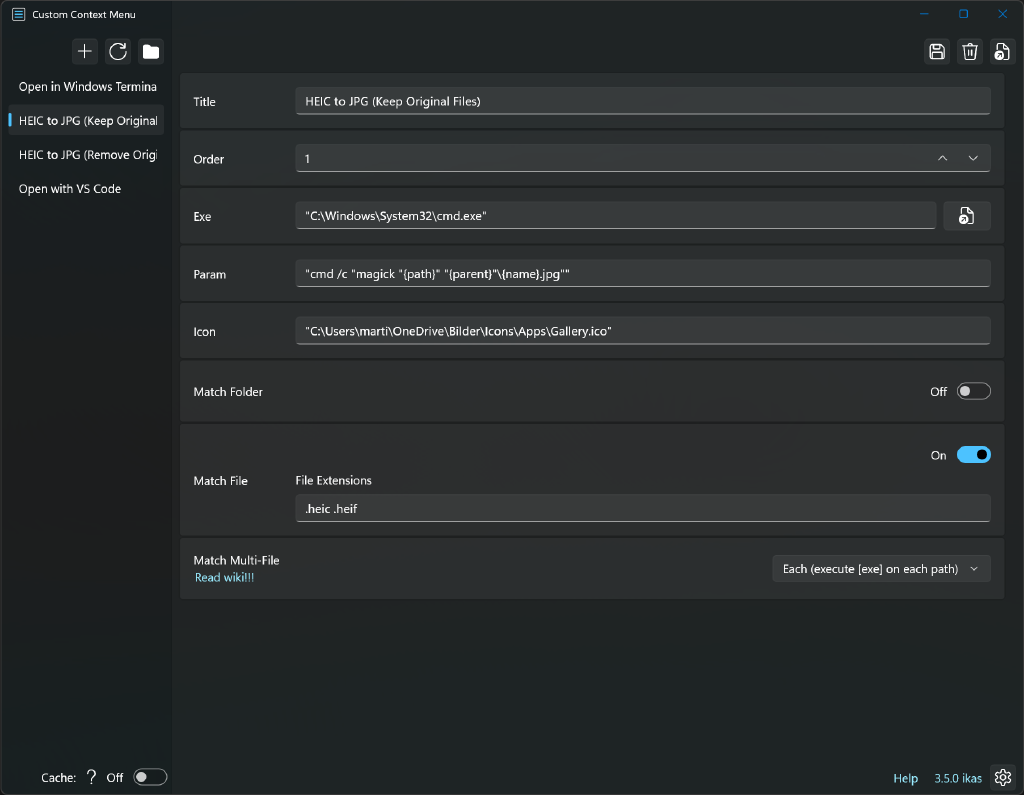 Custom Context Menu
Open in Windows Termina
HEIC to JPG (Keep Original
HEIC to JPG (Remove Origi
Open with VS Code
Title
HEIC to JPG (Keep Original Files)
Order
1
Exe
"C:\Windows\System32\cmd.exe"
Param
"cmd /c "magick "{path}" "{parent}"\{name}.jpg""
Icon
"C:\Users\marti\OneDrive\Bilder\Icons\Apps\Gallery.ico"
Match Folder
Off
On
Match File
File Extensions
.heic .heif
Match Multi-File
Read wiki!!!
Each (execute [exe] on each path)
Cache: ? Off
Help
3.5.0 ikas